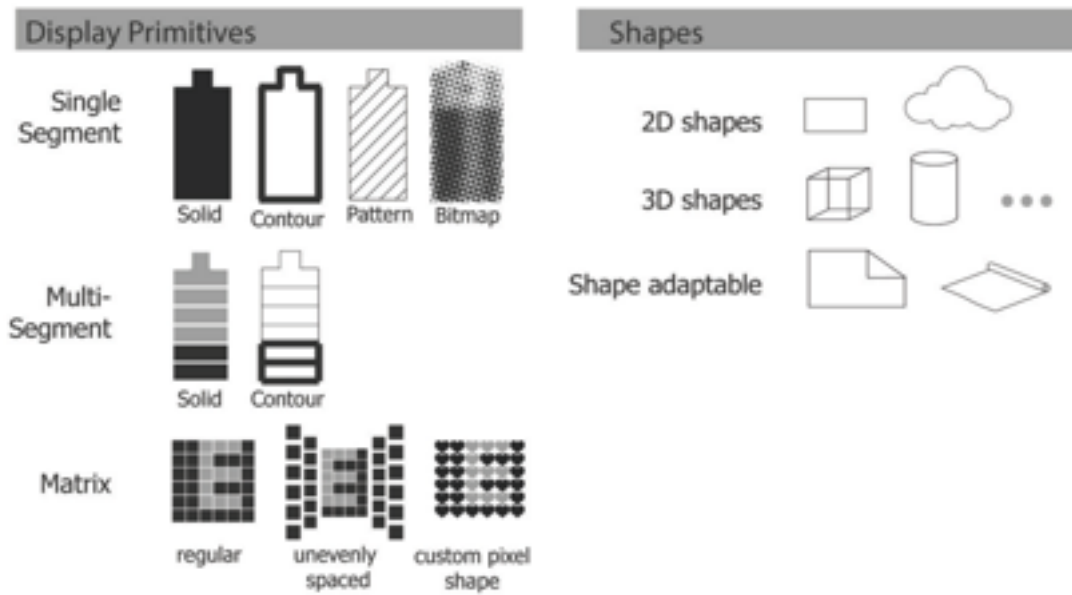 Display Primitives
Single
Segment
Solid
Contour
Pattern
Bitmap
Multi-
Segment
Solid
Contour
Matrix
regular
unevenly
spaced
custom pixel
shape
Shapes
2D shapes
3D shapes
Shape adaptable